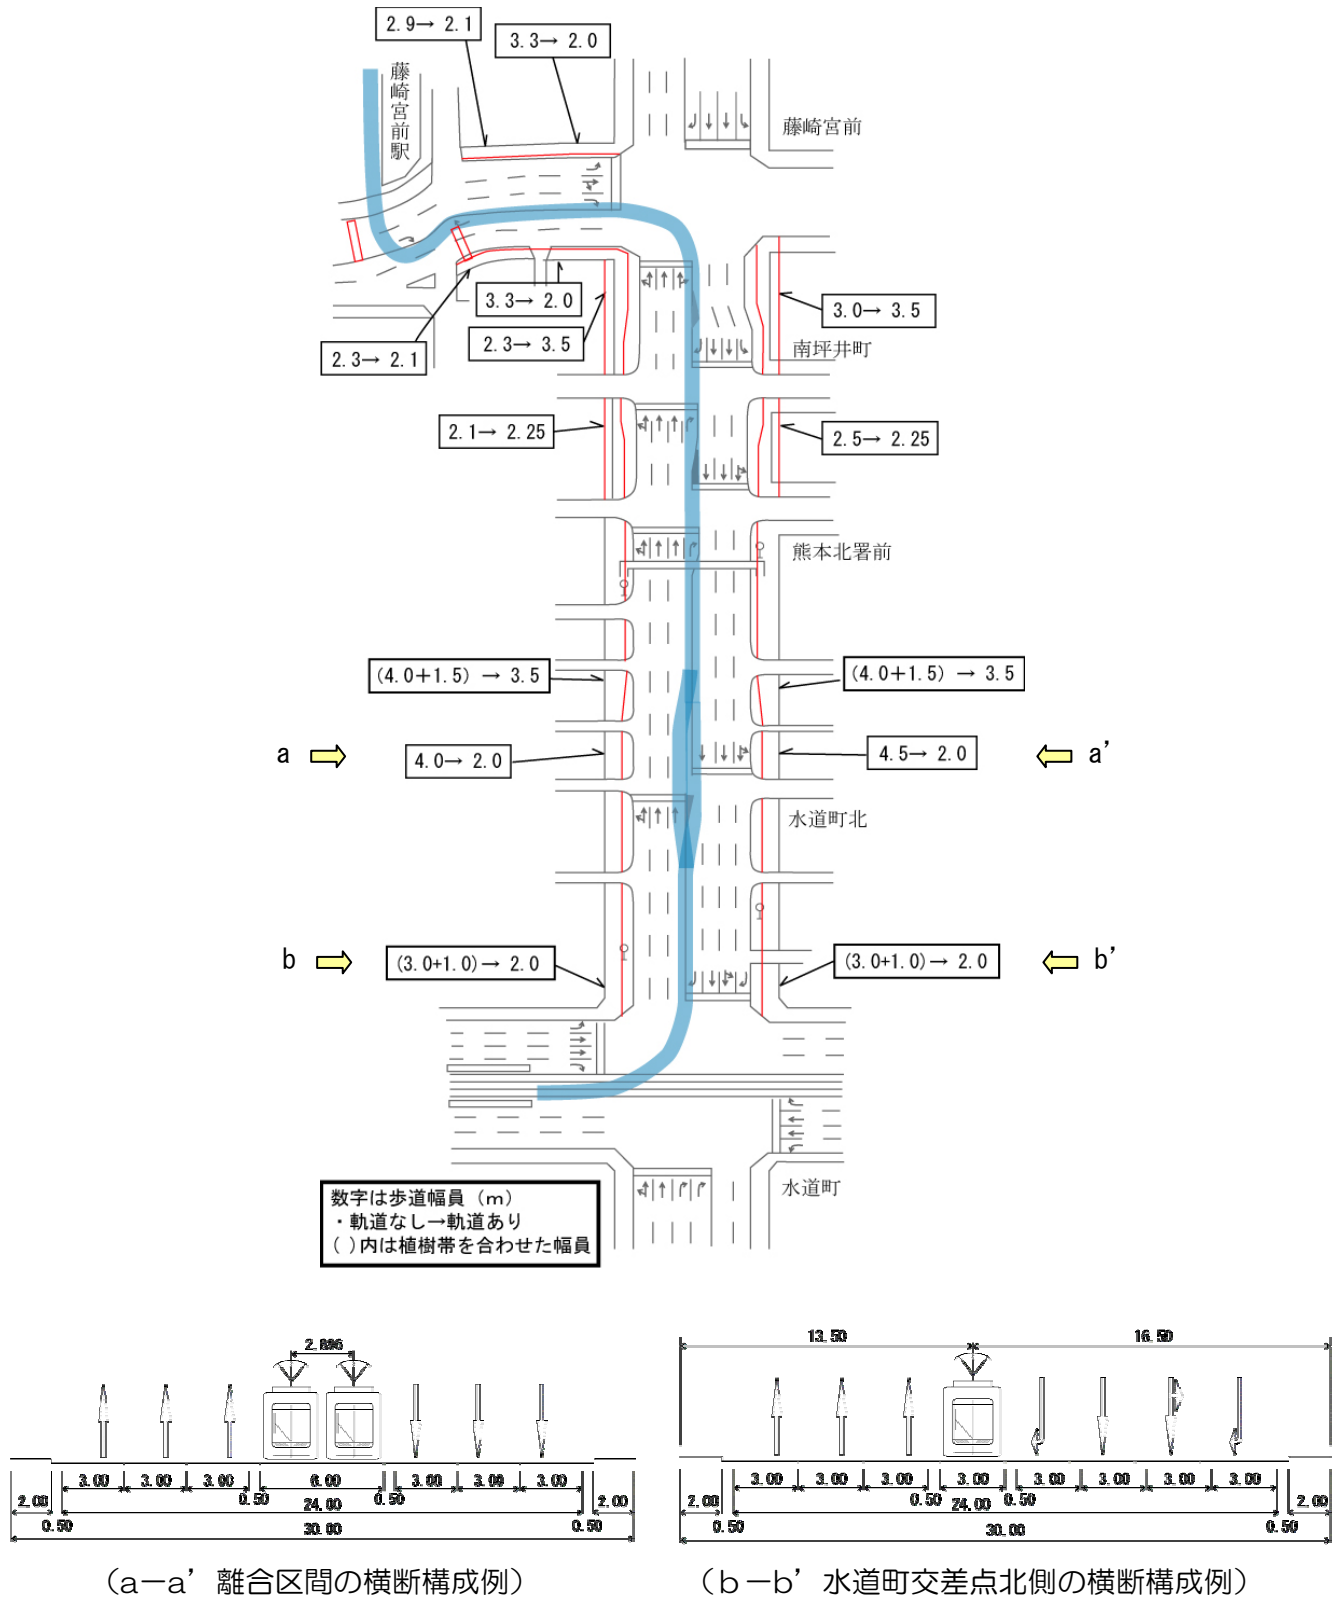 2.9→ 2.1
3.3→ 2.0
藤崎宮前駅
藤崎宮前
3.3→ 2.0
3.0→ 3.5
2.3→ 3.5
南坪井町
2.3→ 2.1
2.1→ 2.25
2.5→ 2.25
熊本北署前
(4.0+1.5) → 3.5
(4.0+1.5) → 3.5
a
4.0→ 2.0
4.5→ 2.0
a’
水道町北
b
(3.0+1.0)→ 2.0
(3.0+1.0)→ 2.0
b’
水道町
数字は歩道幅員（m）
・軌道なし→軌道あり
( )内は植樹帯を合わせた幅員
2.895
3.00 3.00 3.00 6.00 3.00 3.00 3.00
2.00 0.50 24.00 0.50 2.00
0.50 30.00 0.50
（a－a’ 離合区間の横断構成例）
13.50 16.50
3.00 3.00 3.00 3.00 3.00 3.00 3.00 3.00
2.00 0.50 24.00 0.50 2.00
0.50 30.00 0.50
（b－b’ 水道町交差点北側の横断構成例）